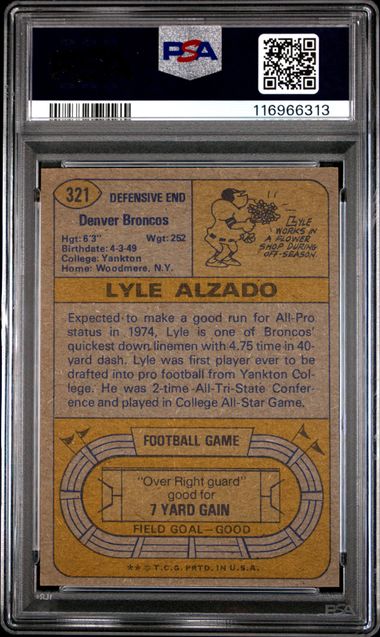 PSA
116966313
321 DEFENSIVE END
Denver Broncos
Hgt: 6'3" Wgt: 252
Birthdate: 4-3-49
College: Yankton
Home: Woodmere, N.Y.
LYLE
WORKS IN
A FLOWER
SHOP DURING
OFF-SEASON.
LYLE ALZADO
Expected to make a good run for All-Pro
status in 1974, Lyle is one of Broncos'
quickest down linemen with 4.75 time in 40-
yard dash. Lyle was first player ever to be
drafted into pro football from Yankton Col-
lege. He was 2-time All-Tri-State Confer-
ence and played in College All-Star Game.
FOOTBALL GAME
"Over Right guard"
good for
7 YARD GAIN
FIELD GOAL—GOOD
** © T.C.G. PRTD. IN U.S.A.
PSA